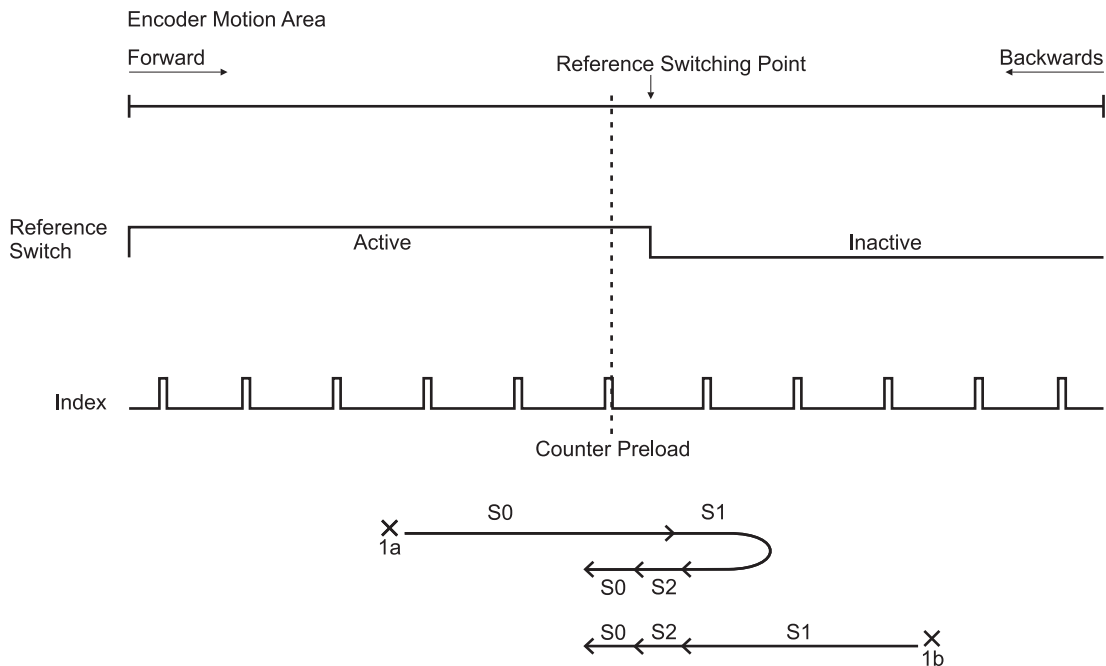 Encoder Motion Area
Forward
Reference Switching Point
Backwards
Reference
Switch
Active
Inactive
Index
Counter Preload
S0
S1
1a
S0
S2
S0
S2
S1
1b